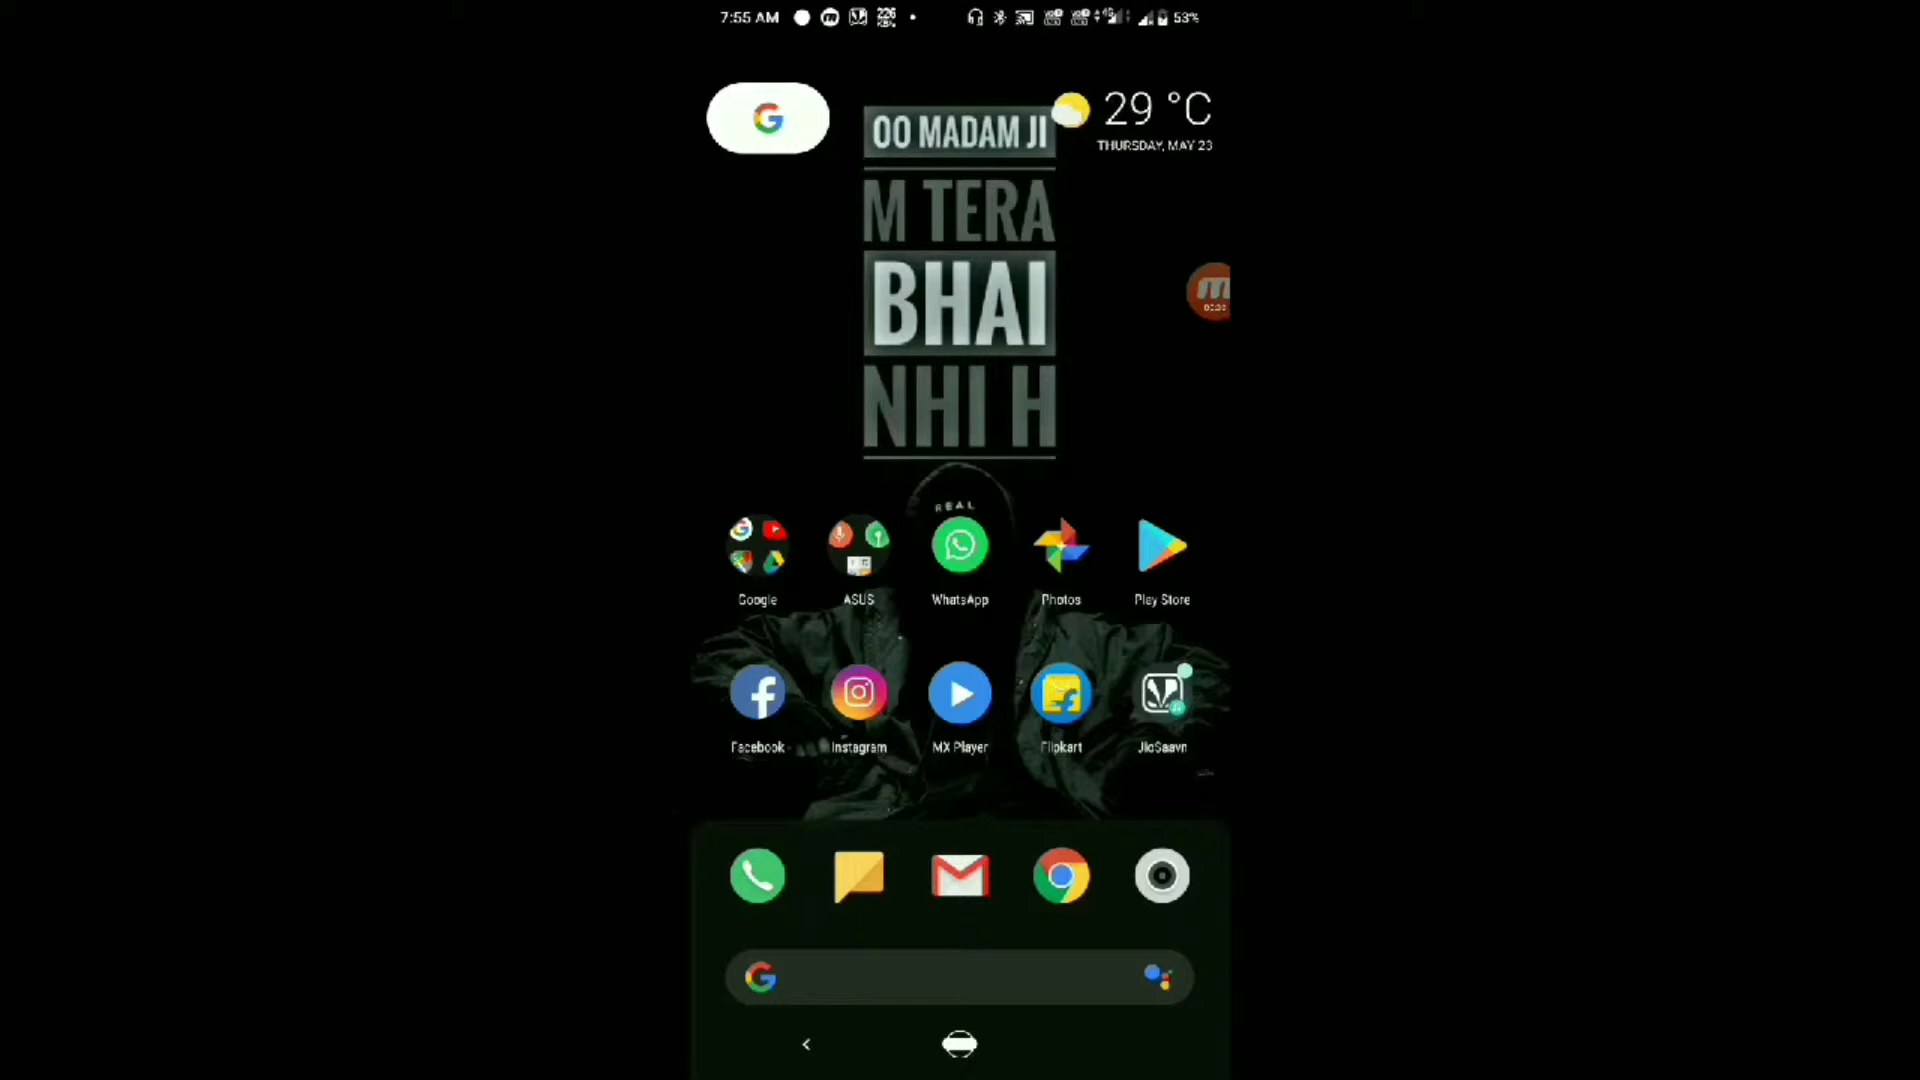 7:55 AM 53%
OO MADAM JI
29 °C
THURSDAY, MAY 23
M TERA
BHAI
NHI H
REAL
Google ASUS WhatsApp Photos Play Store
Facebook Instagram MX Player Flipkart JioSaavn